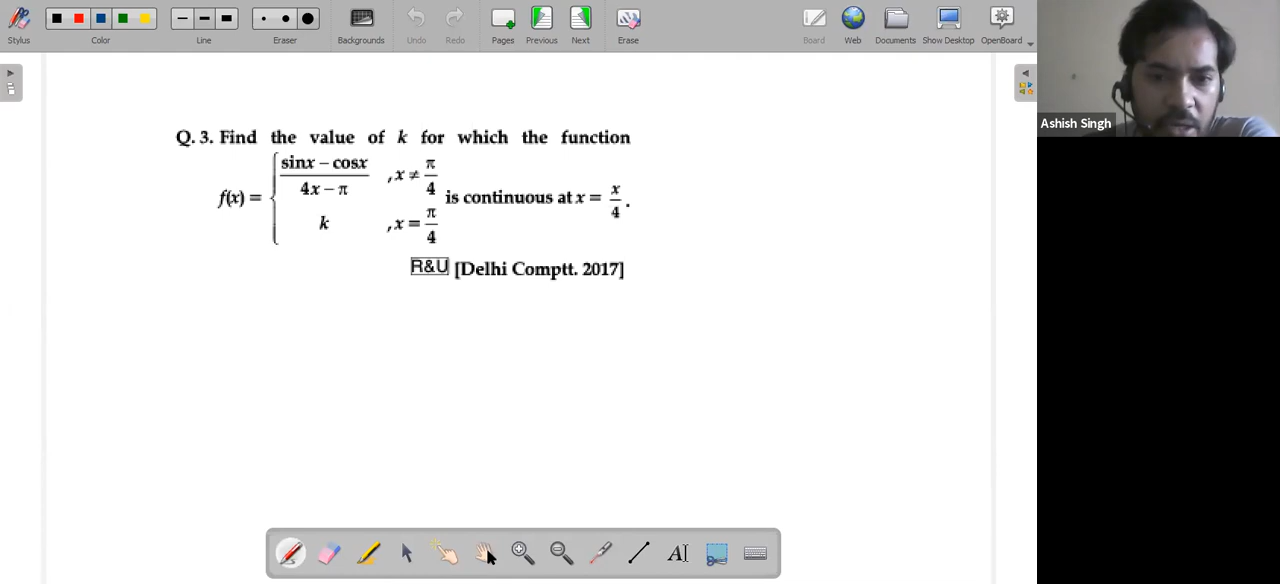 Stylus
Color
Line
Eraser
Backgrounds
Undo
Redo
Pages
Previous
Next
Erase
Board
Web
Documents
Show Desktop
OpenBoard
Ashish Singh
Q. 3. Find the value of k for which the function
f(x) = { (sinx – cosx)/(4x – π) , x ≠ π/4
k , x = π/4
is continuous at x = x/4 .
R&U [Delhi Comptt. 2017]
A